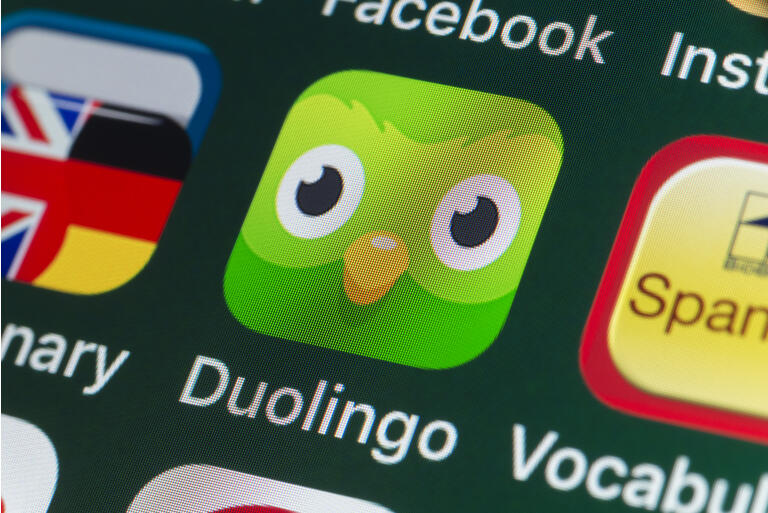 Facebook
Inst
nary
Duolingo
Span
Vocabul